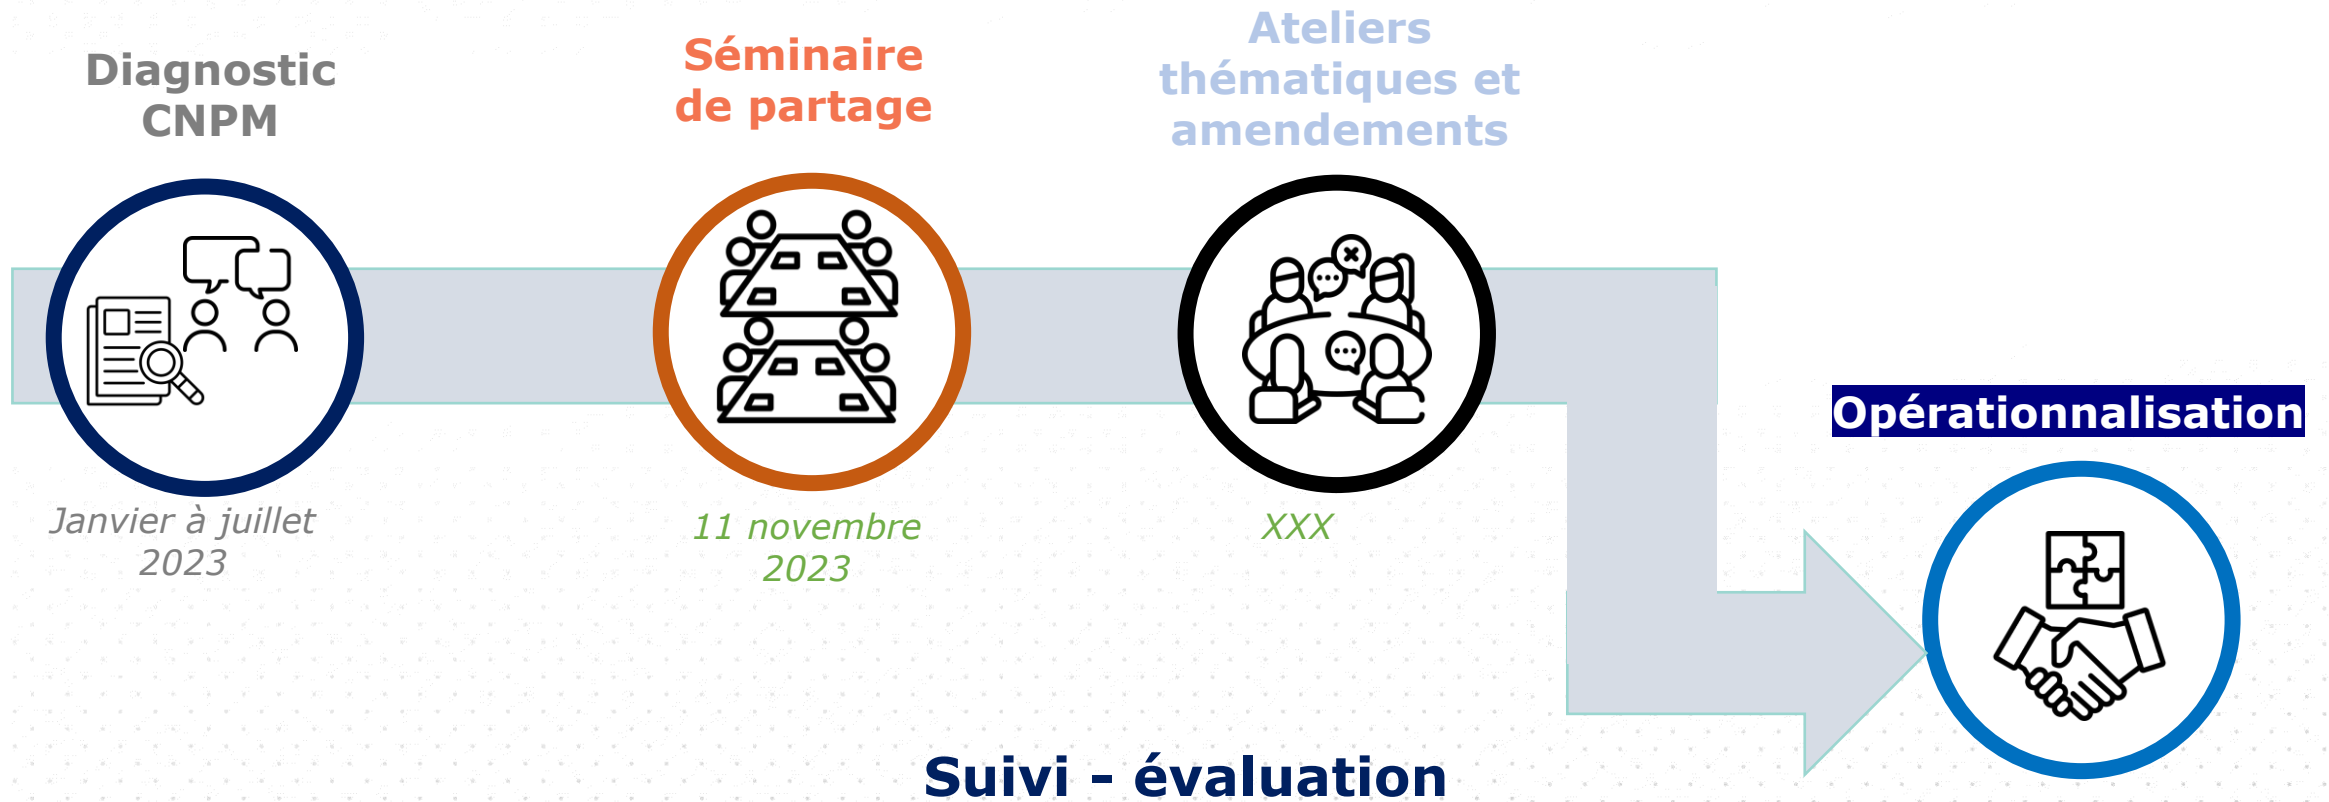 Diagnostic
CNPM
Séminaire
de partage
Ateliers
thématiques et
amendements
Janvier à juillet
2023
11 novembre
2023
XXX
Opérationnalisation
Suivi – évaluation